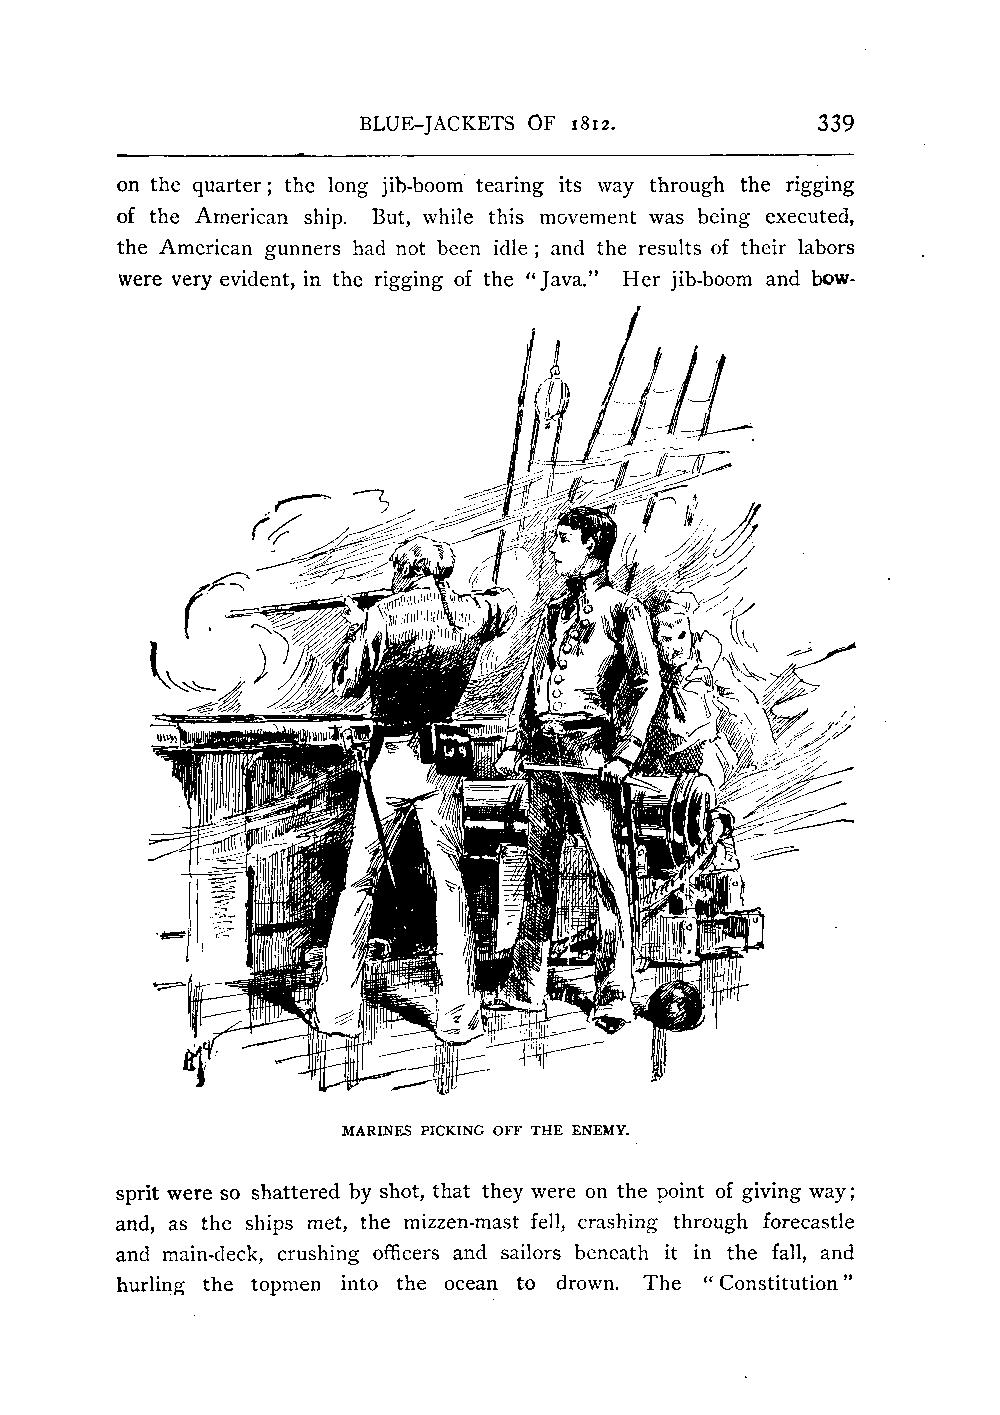 BLUE-JACKETS OF 1812. 339
on the quarter; the long jib-boom tearing its way through the rigging
of the American ship. But, while this movement was being executed,
the American gunners had not been idle; and the results of their labors
were very evident, in the rigging of the "Java." Her jib-boom and bow-
MARINES PICKING OFF THE ENEMY.
sprit were so shattered by shot, that they were on the point of giving way;
and, as the ships met, the mizzen-mast fell, crashing through forecastle
and main-deck, crushing officers and sailors beneath it in the fall, and
hurling the topmen into the ocean to drown. The "Constitution"